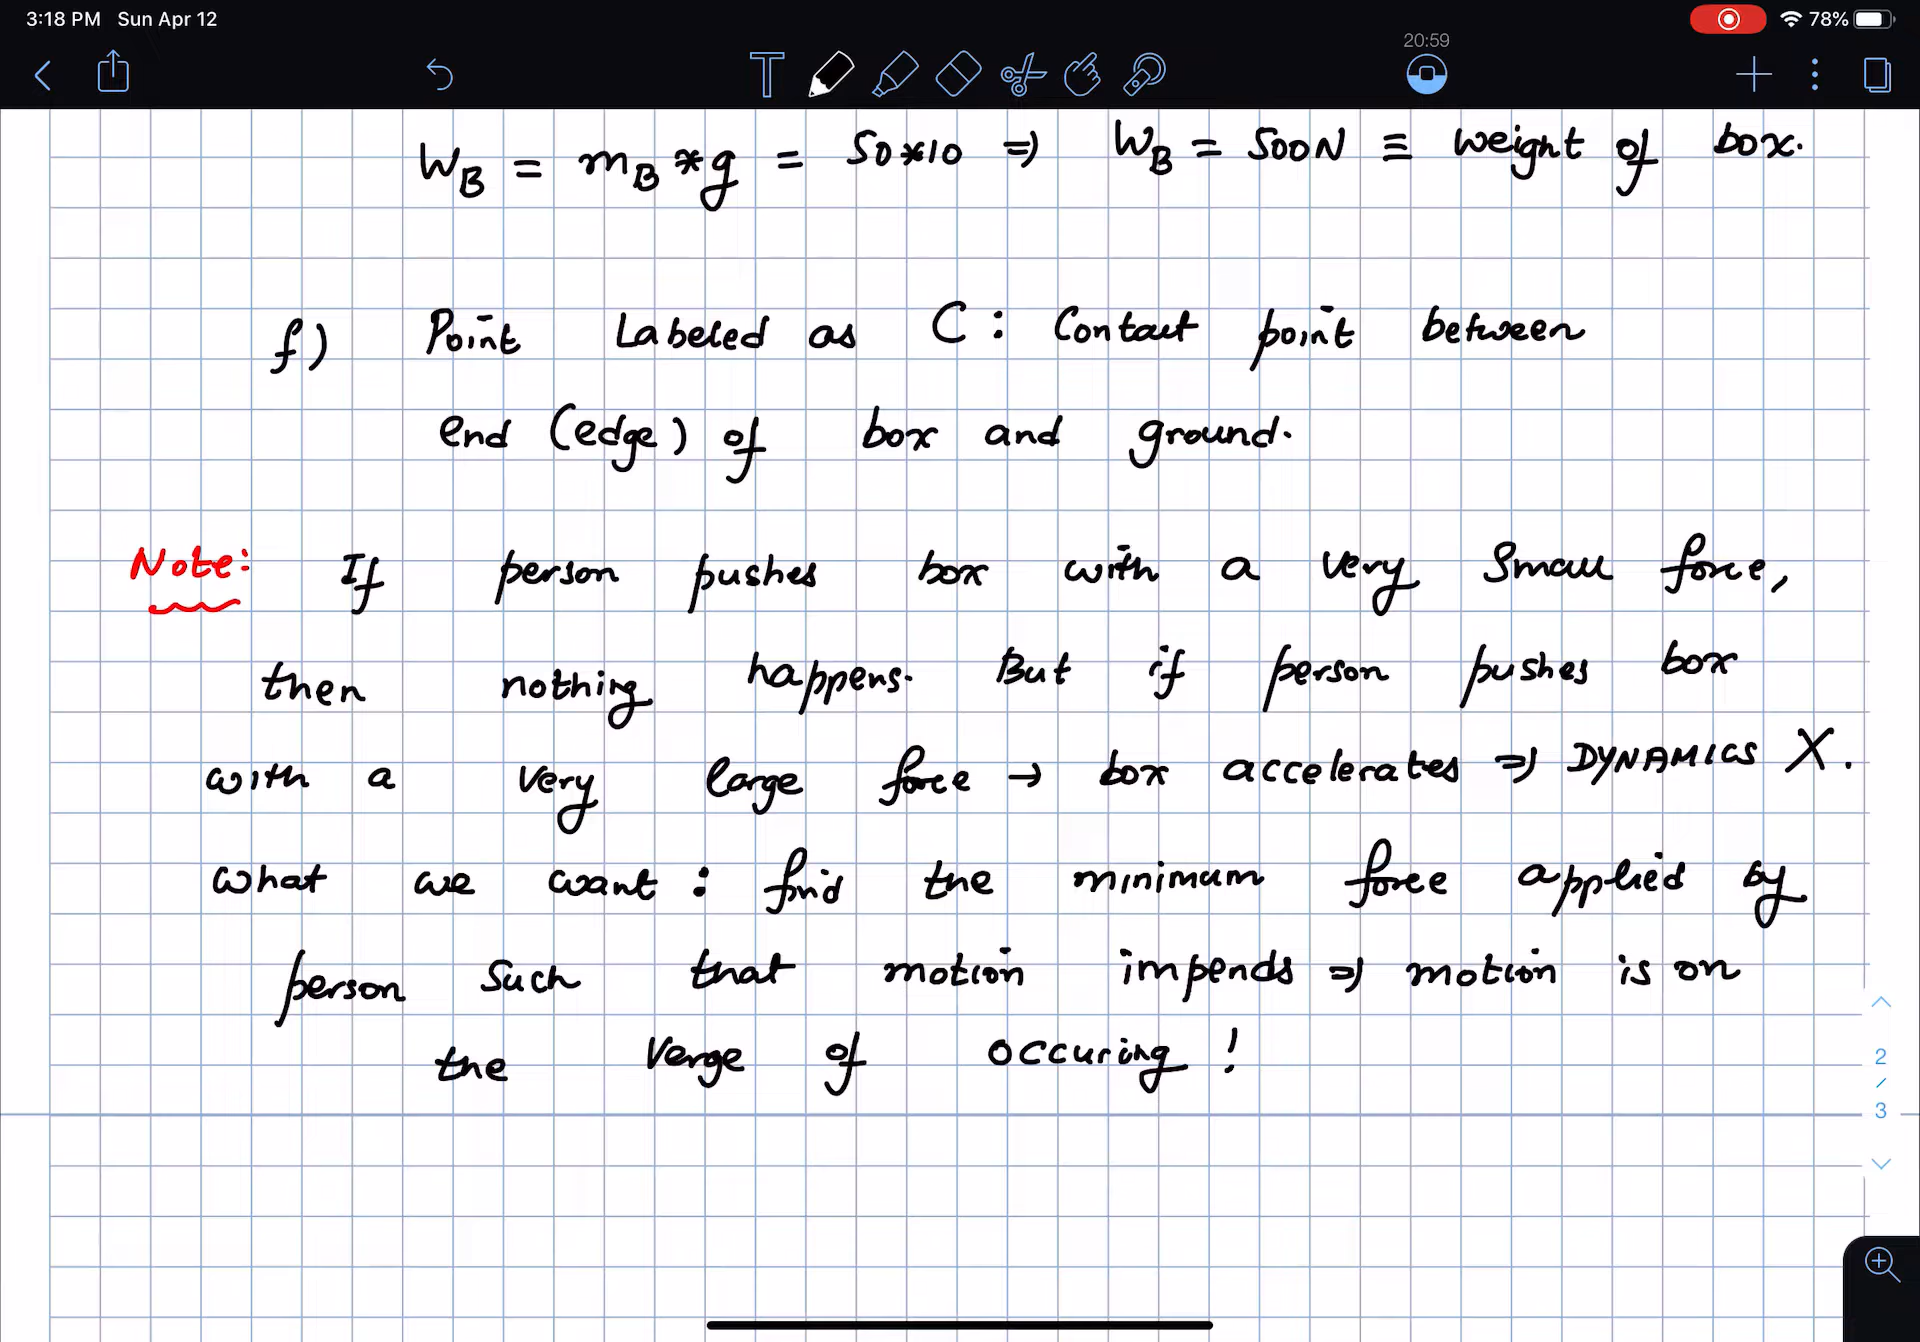 3:18 PM Sun Apr 12
78%
20:59
W_B = m_B * g = 50*10 ⇒ W_B = 500N ≡ weight of box.
f) Point Labeled as C: Contact point between
end (edge) of box and ground.
Note: If person pushes box with a very small force,
then nothing happens. But if person pushes box
with a very large force → box accelerates ⇒ DYNAMICS X.
what we want: find the minimum force applied by
person such that motion impends ⇒ motion is on
the verge of occuring!
2
/
3